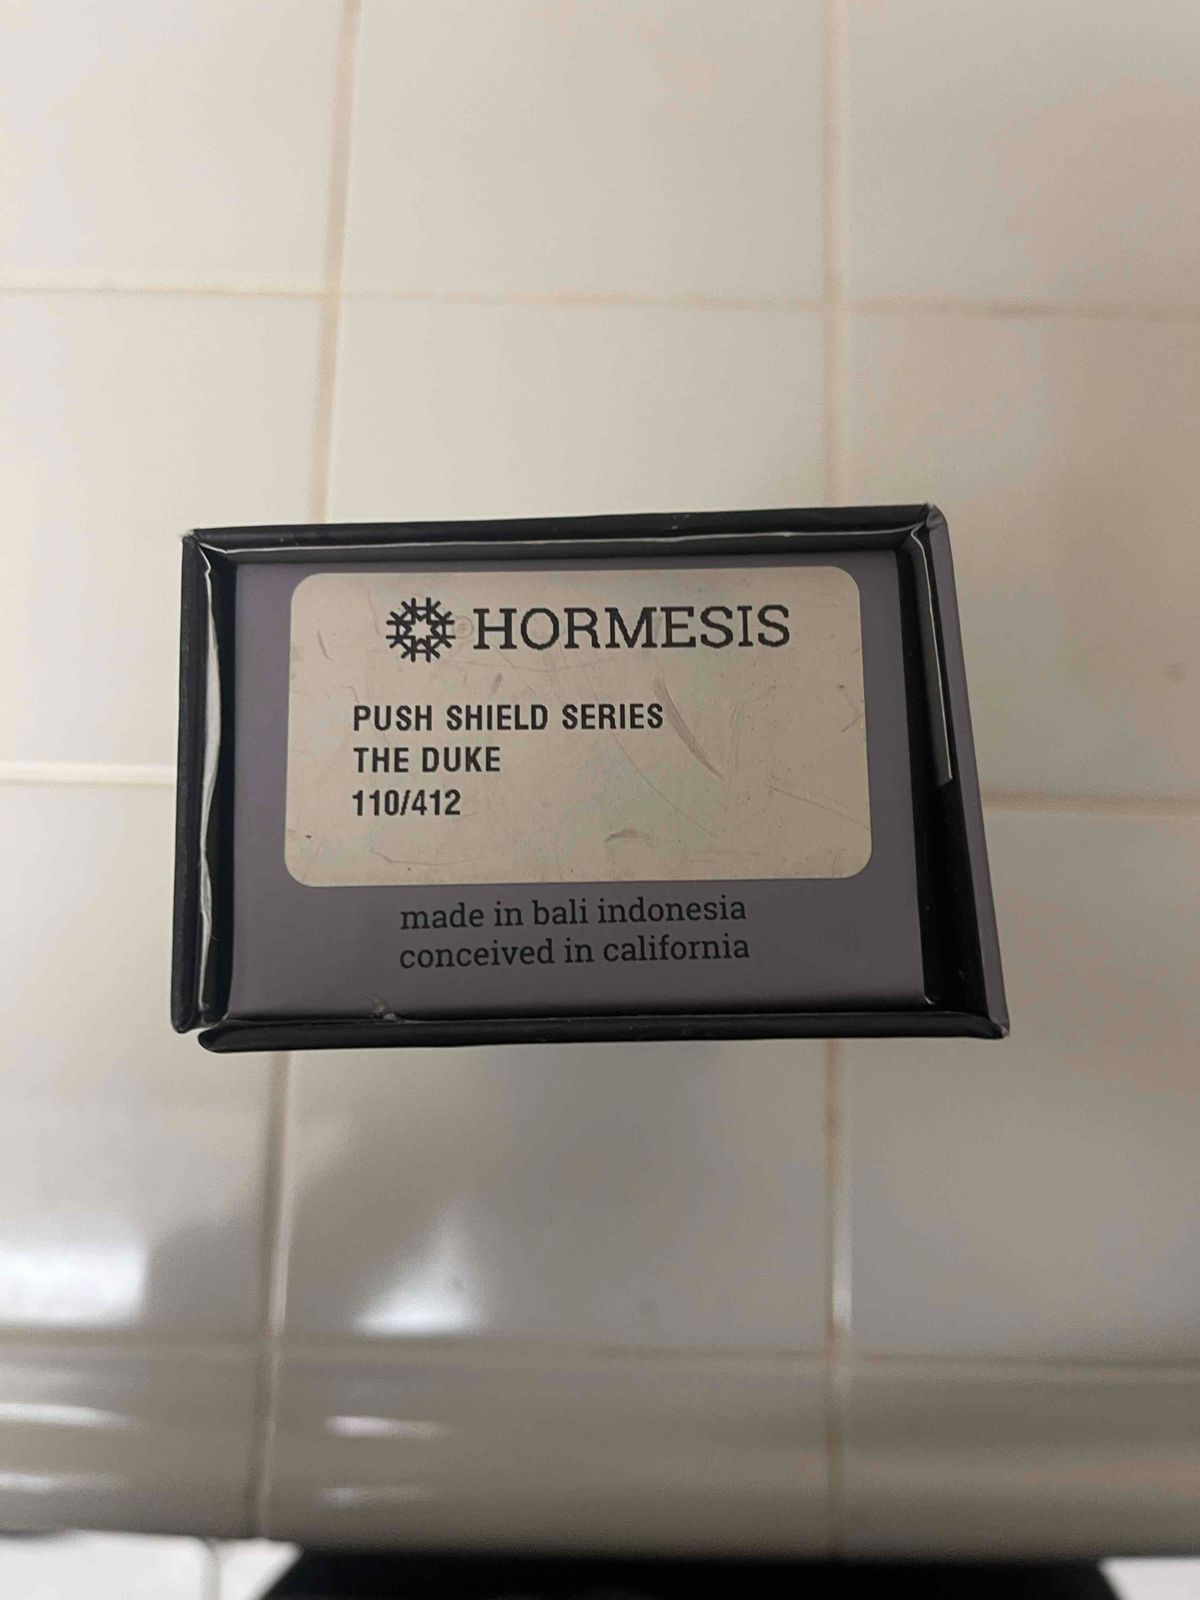 HORMESIS
PUSH SHIELD SERIES
THE DUKE
110/412
made in bali indonesia
conceived in california